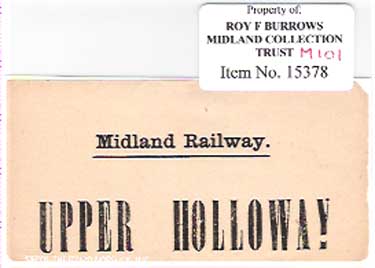 Property of:
ROY F BURROWS
MIDLAND COLLECTION
TRUST M101
Item No. 15378
Midland Railway.
UPPER HOLLOWAY